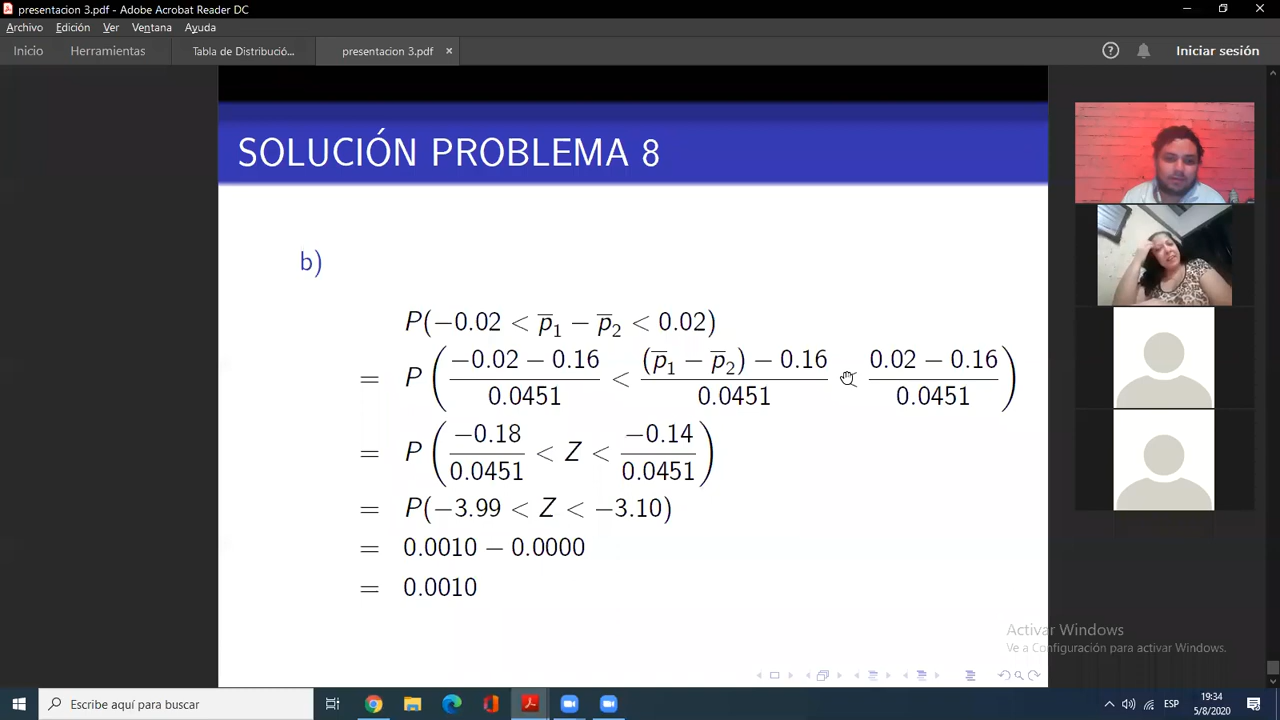 presentacion 3.pdf - Adobe Acrobat Reader DC
Archivo Edición Ver Ventana Ayuda
Inicio Herramientas Tabla de Distribució... presentacion 3.pdf × Iniciar sesión
SOLUCIÓN PROBLEMA 8
b)
P(−0.02 < p̅₁ − p̅₂ < 0.02)
= P((−0.02 − 0.16)/0.0451 < ((p̅₁ − p̅₂) − 0.16)/0.0451 < (0.02 − 0.16)/0.0451)
= P(−0.18/0.0451 < Z < −0.14/0.0451)
= P(−3.99 < Z < −3.10)
= 0.0010 − 0.0000
= 0.0010
Activar Windows
Ve a Configuración para activar Windows.
Escribe aquí para buscar
ESP
19:34
5/8/2020